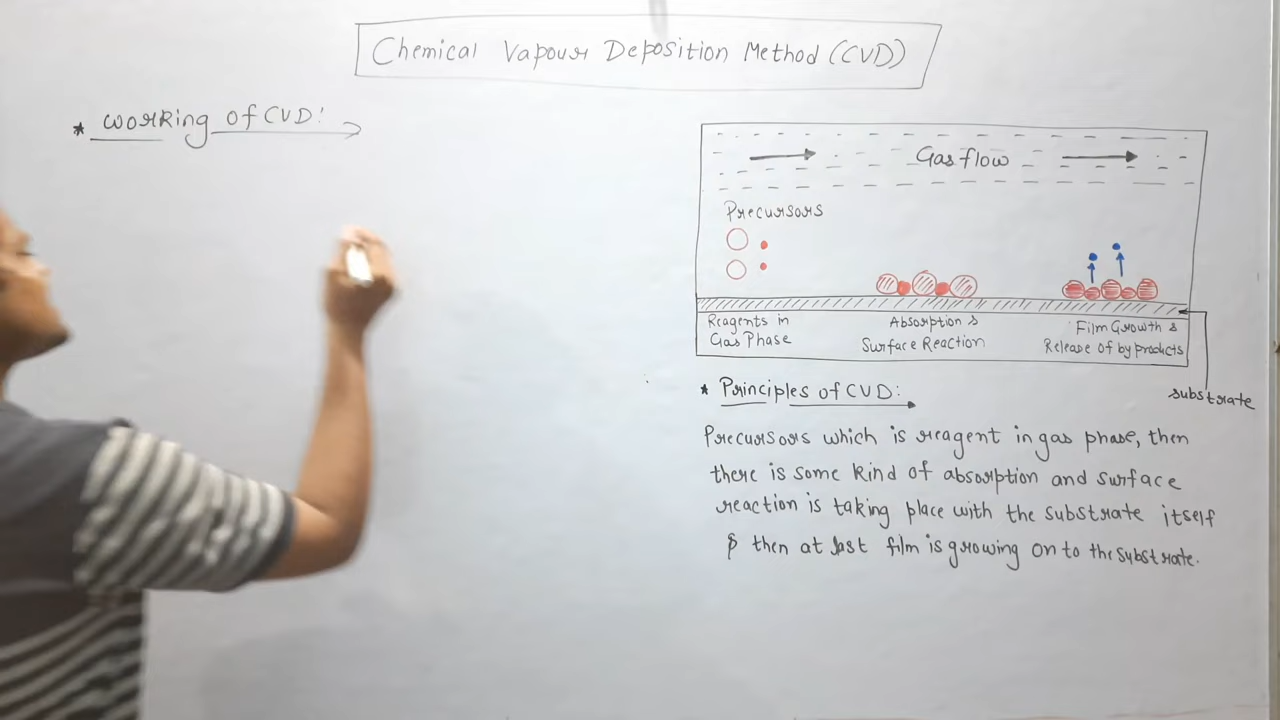 Chemical Vapour Deposition Method (CVD)
* Working of CVD:
Gas flow
Precursors
Reagents in
Gas Phase
Absorption &
Surface Reaction
Film Growth &
Release of by products
substrate
* Principles of CVD:
Precursors which is reagent in gas phase, then
there is some kind of absorption and surface
reaction is taking place with the substrate itself
& then at last film is growing on to the substrate.